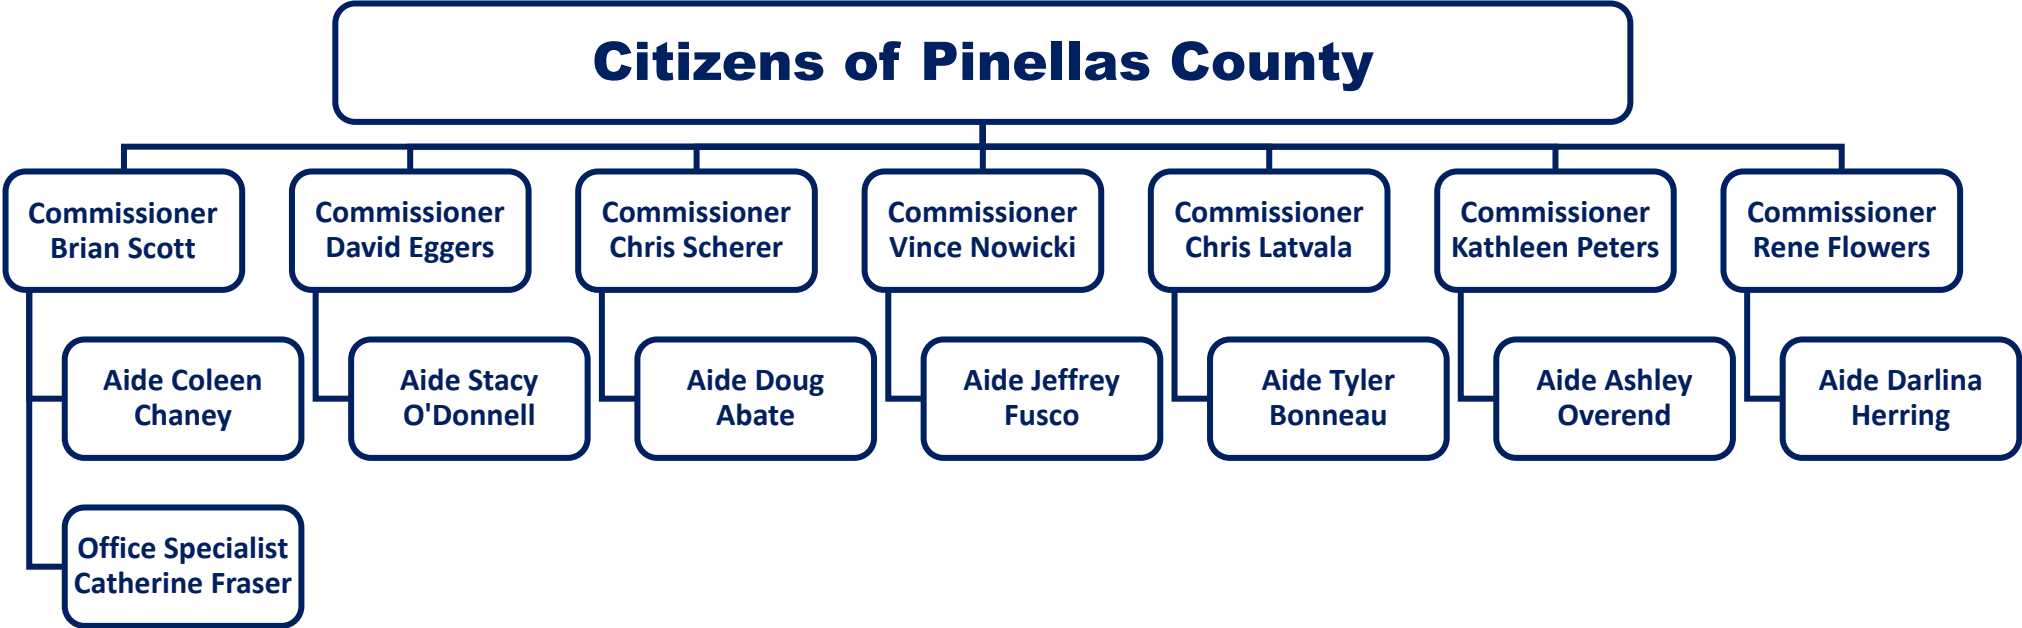 Citizens of Pinellas County
Commissioner
Brian Scott
Commissioner
David Eggers
Commissioner
Chris Scherer
Commissioner
Vince Nowicki
Commissioner
Chris Latvala
Commissioner
Kathleen Peters
Commissioner
Rene Flowers
Aide Coleen
Chaney
Aide Stacy
O'Donnell
Aide Doug
Abate
Aide Jeffrey
Fusco
Aide Tyler
Bonneau
Aide Ashley
Overend
Aide Darlina
Herring
Office Specialist
Catherine Fraser